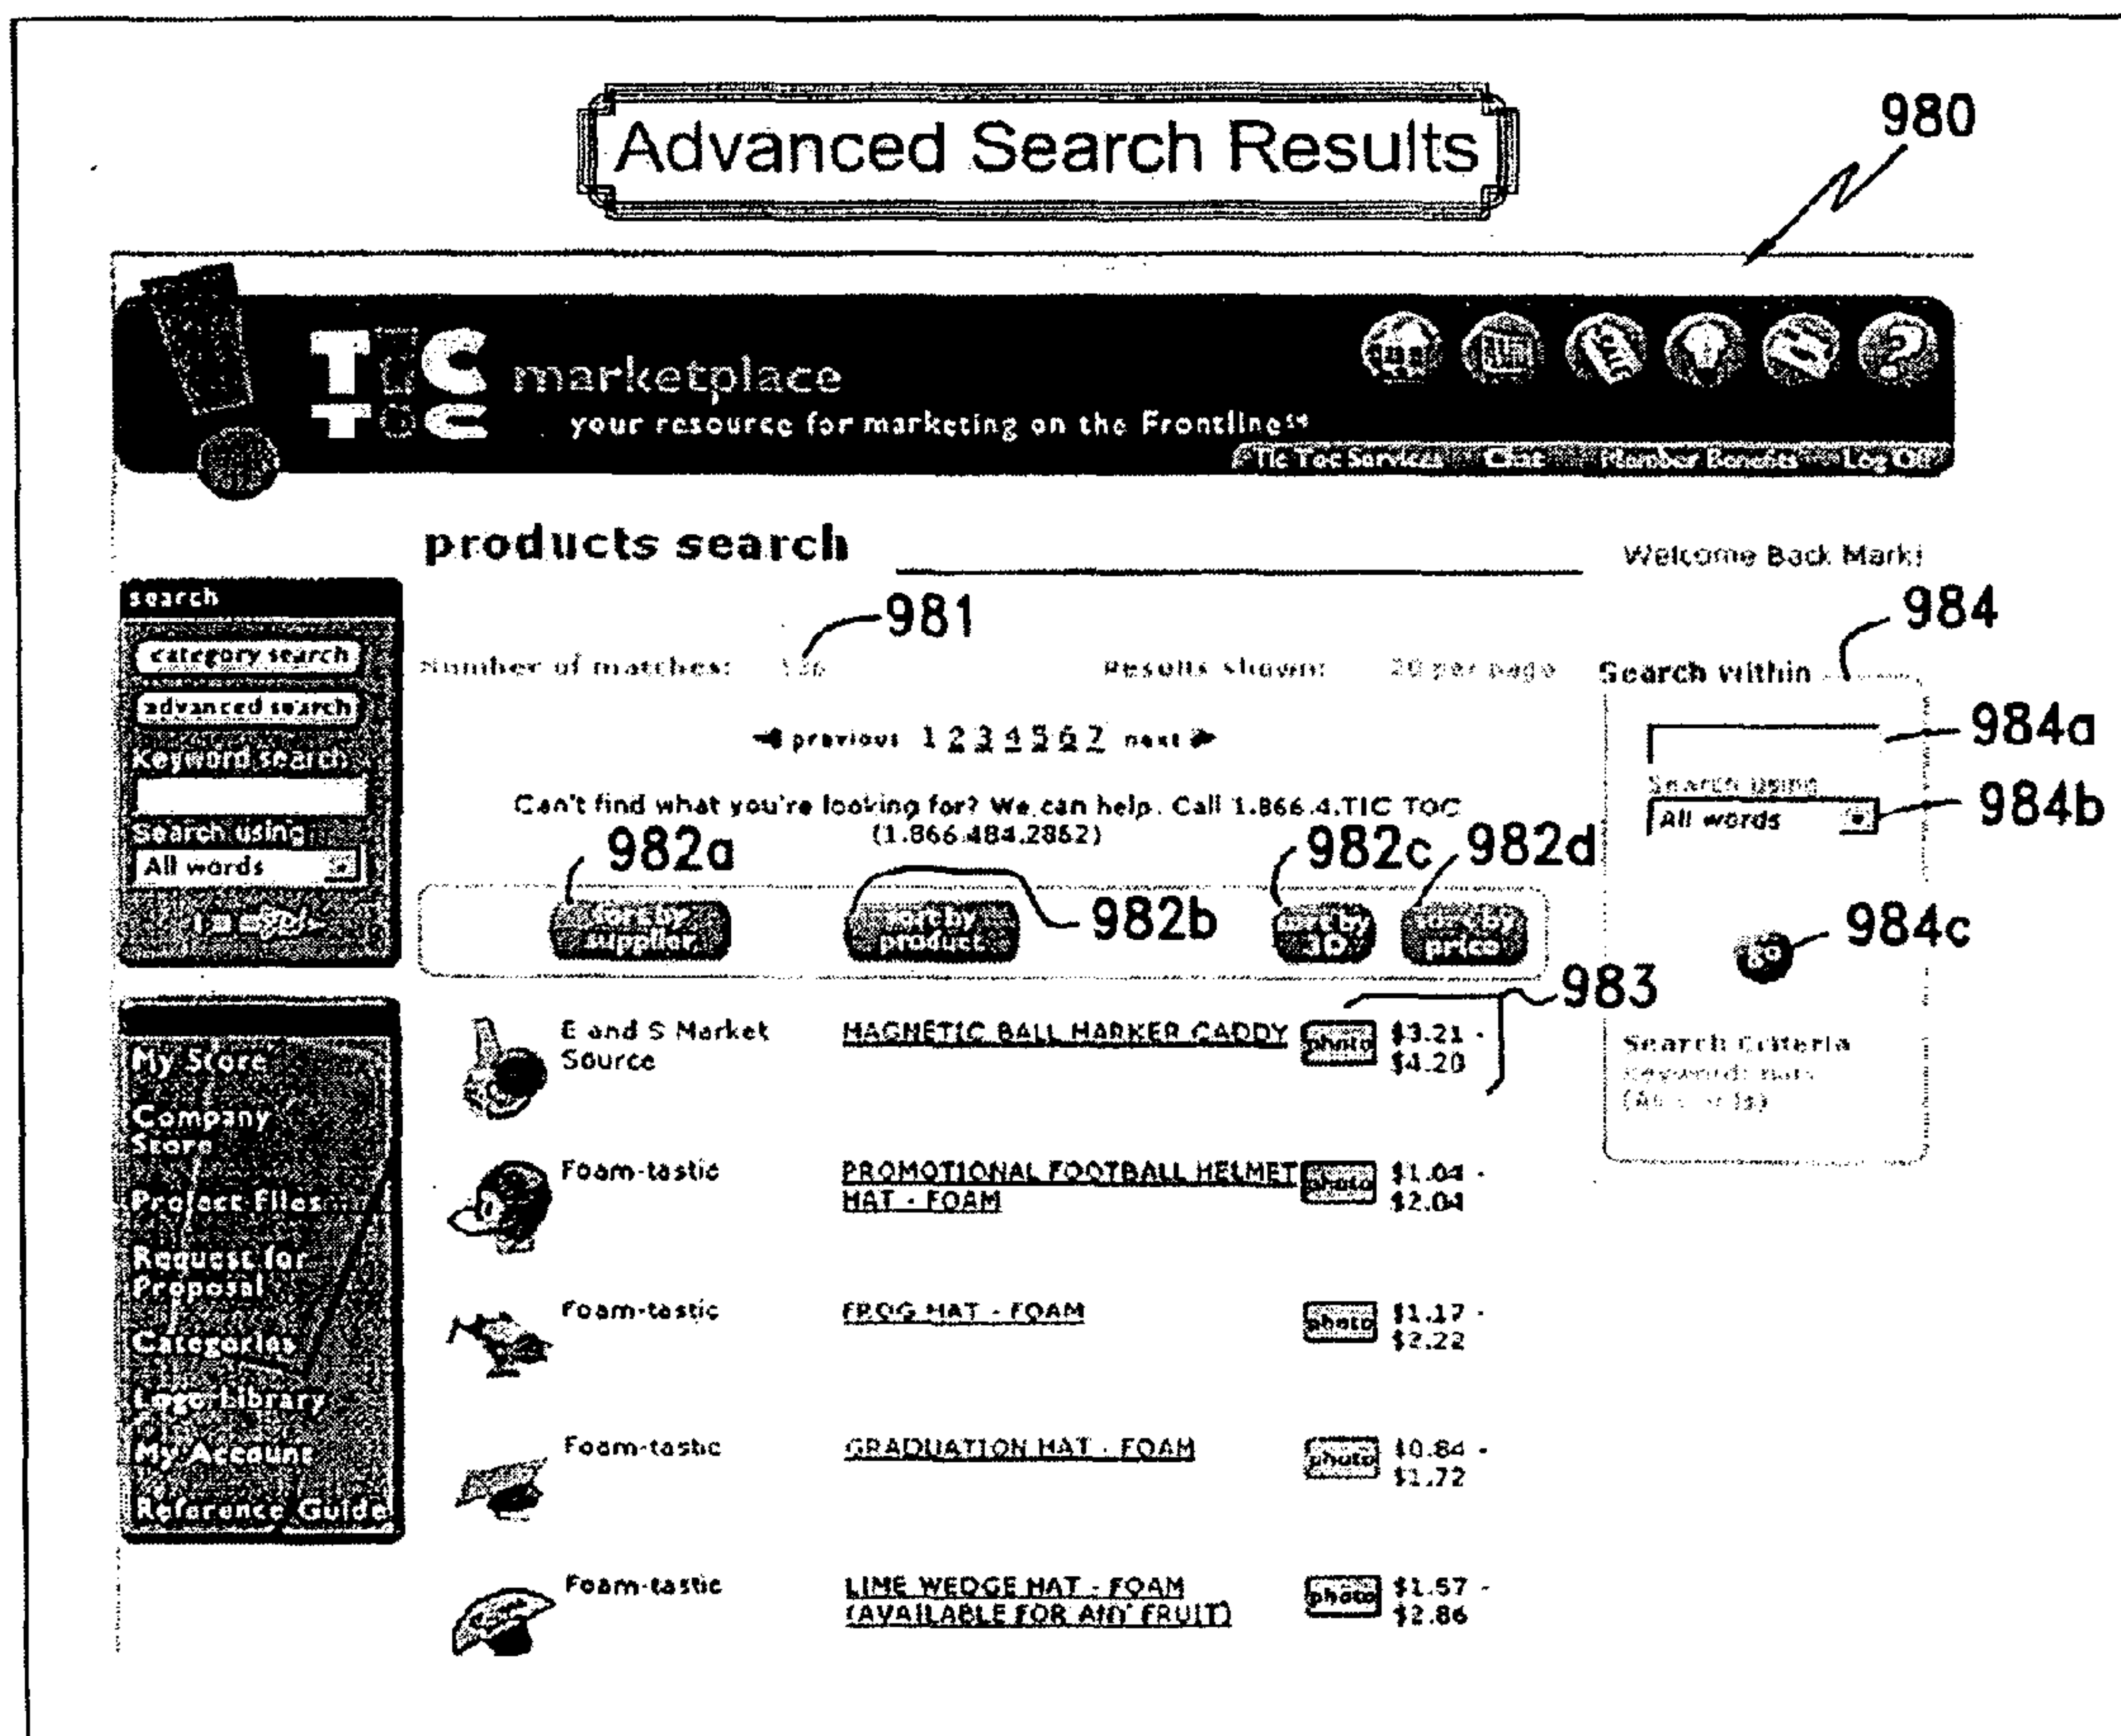 Advanced Search Results
980
TIC TOC marketplace
your resource for marketing on the Frontline℠
Tic Toc Services Chat Member Benefits Log Off
products search
Welcome Back Mark!
search
category search
advanced search
Keyword search
Search using
All words
981
Number of matches:
Results shown: 20 per page
previous 1 2 3 4 5 6 7 next
Can't find what you're looking for? We can help. Call 1.866.4.TIC TOC
(1.866.484.2862)
982a
982b
982c
982d
sort by supplier
sort by product
sort by 3D
sort by price
984
Search within
984a
Search using
All words
984b
go
984c
Search Criteria
Keyword: hats
(All words)
983
My Store
Company Store
Project Files
Request for Proposal
Categories
Logo Library
My Account
Reference Guide
E and S Market Source
MAGNETIC BALL MARKER CADDY
photo
$3.21 - $4.20
Foam-tastic
PROMOTIONAL FOOTBALL HELMET HAT - FOAM
photo
$1.04 - $2.04
Foam-tastic
FROG HAT - FOAM
photo
$1.17 - $2.22
Foam-tastic
GRADUATION HAT - FOAM
photo
$0.84 - $1.72
Foam-tastic
LIME WEDGE HAT - FOAM
(AVAILABLE FOR ANY FRUIT)
photo
$1.57 - $2.86